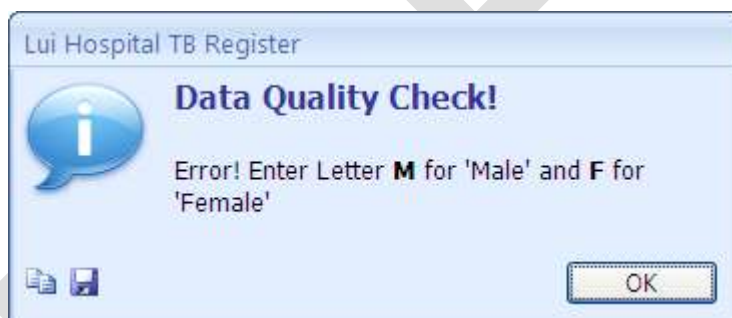 Lui Hospital TB Register
Data Quality Check!
Error! Enter Letter M for 'Male' and F for
'Female'
OK